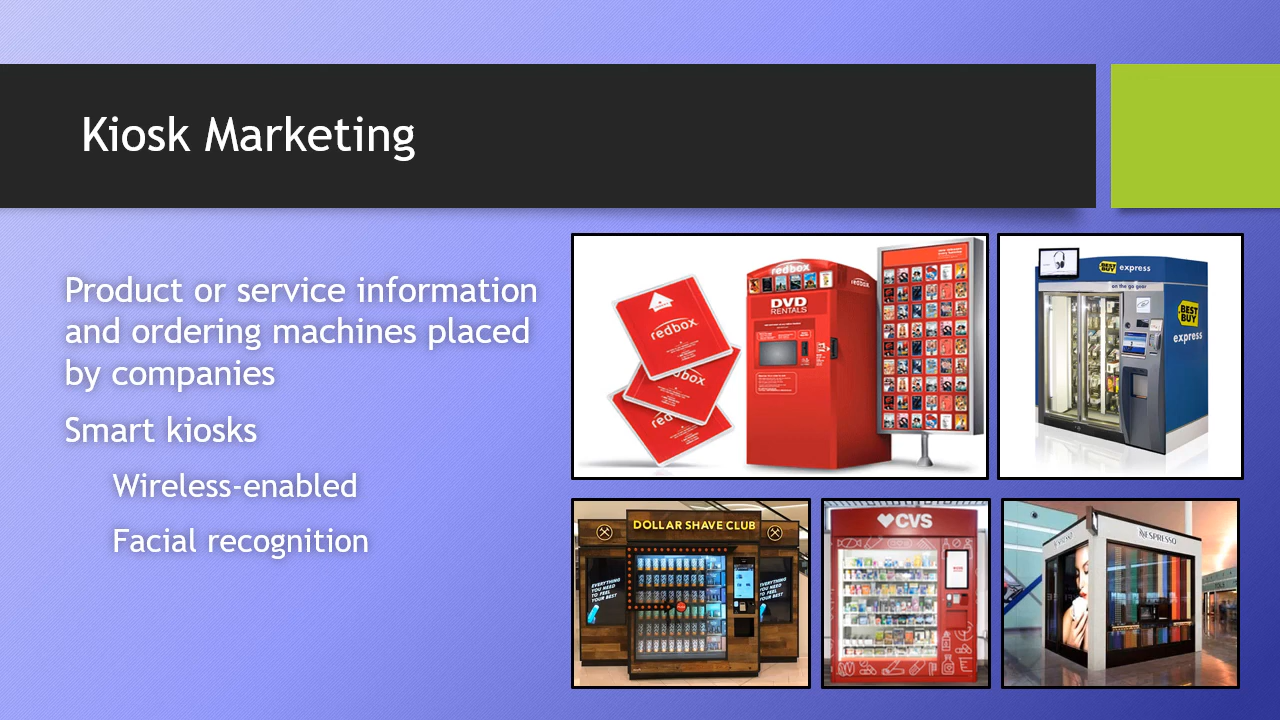 Kiosk Marketing
Product or service information
and ordering machines placed
by companies
Smart kiosks
Wireless-enabled
Facial recognition
redbox
redbox
DVD
RENTALS
redbox
redbox
BEST
BUY
express
on the go gear
BEST
BUY
express
DOLLAR SHAVE CLUB
EVERYTHING
YOU NEED
TO FEEL
YOUR BEST
EVERYTHING
YOU NEED
TO FEEL
YOUR BEST
CVS
NESPRESSO